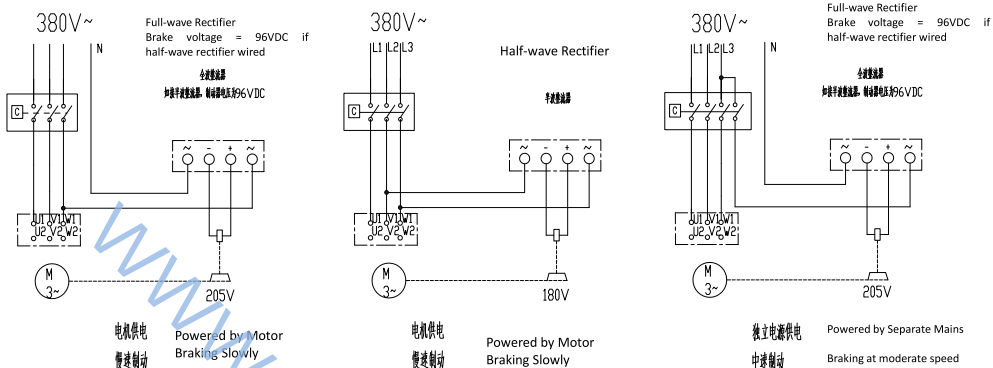 380V~
Full-wave Rectifier
Brake voltage = 96VDC if
half-wave rectifier wired
N
全波整流器
如接半波整流器,制动器电压为96VDC
C
~ - + ~
U1 V1 W1
U2 V2 W2
M
3~
205V
电机供电
慢速制动
Powered by Motor
Braking Slowly
WWW
380V~
L1 L2 L3
Half-wave Rectifier
半波整流器
C
~ - + ~
U1 V1 W1
U2 V2 W2
M
3~
180V
电机供电
慢速制动
Powered by Motor
Braking Slowly
380V~
L1 L2 L3
N
Full-wave Rectifier
Brake voltage = 96VDC if
half-wave rectifier wired
全波整流器
如接半波整流器,制动器电压为96VDC
C
~ - + ~
U1 V1 W1
U2 V2 W2
M
3~
205V
独立电源供电
中速制动
Powered by Separate Mains
Braking at moderate speed